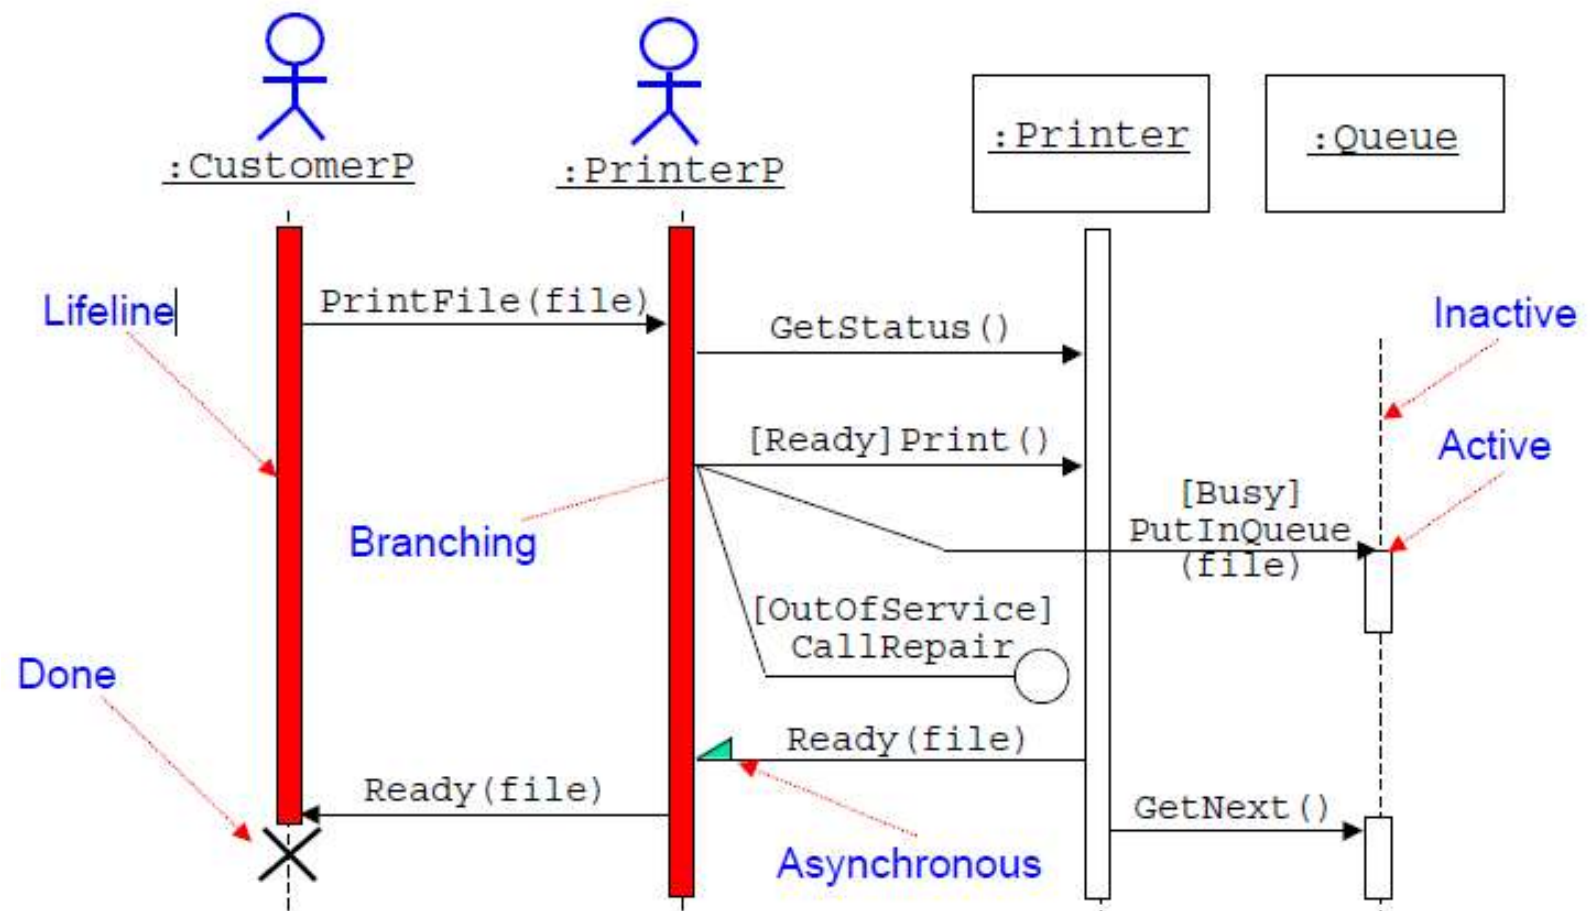 :CustomerP
:PrinterP
:Printer
:Queue
Lifeline
PrintFile(file)
GetStatus()
Inactive
[Ready]Print()
Active
[Busy]
PutInQueue
(file)
Branching
[OutOfService]
CallRepair
Done
Ready(file)
Ready(file)
GetNext()
Asynchronous